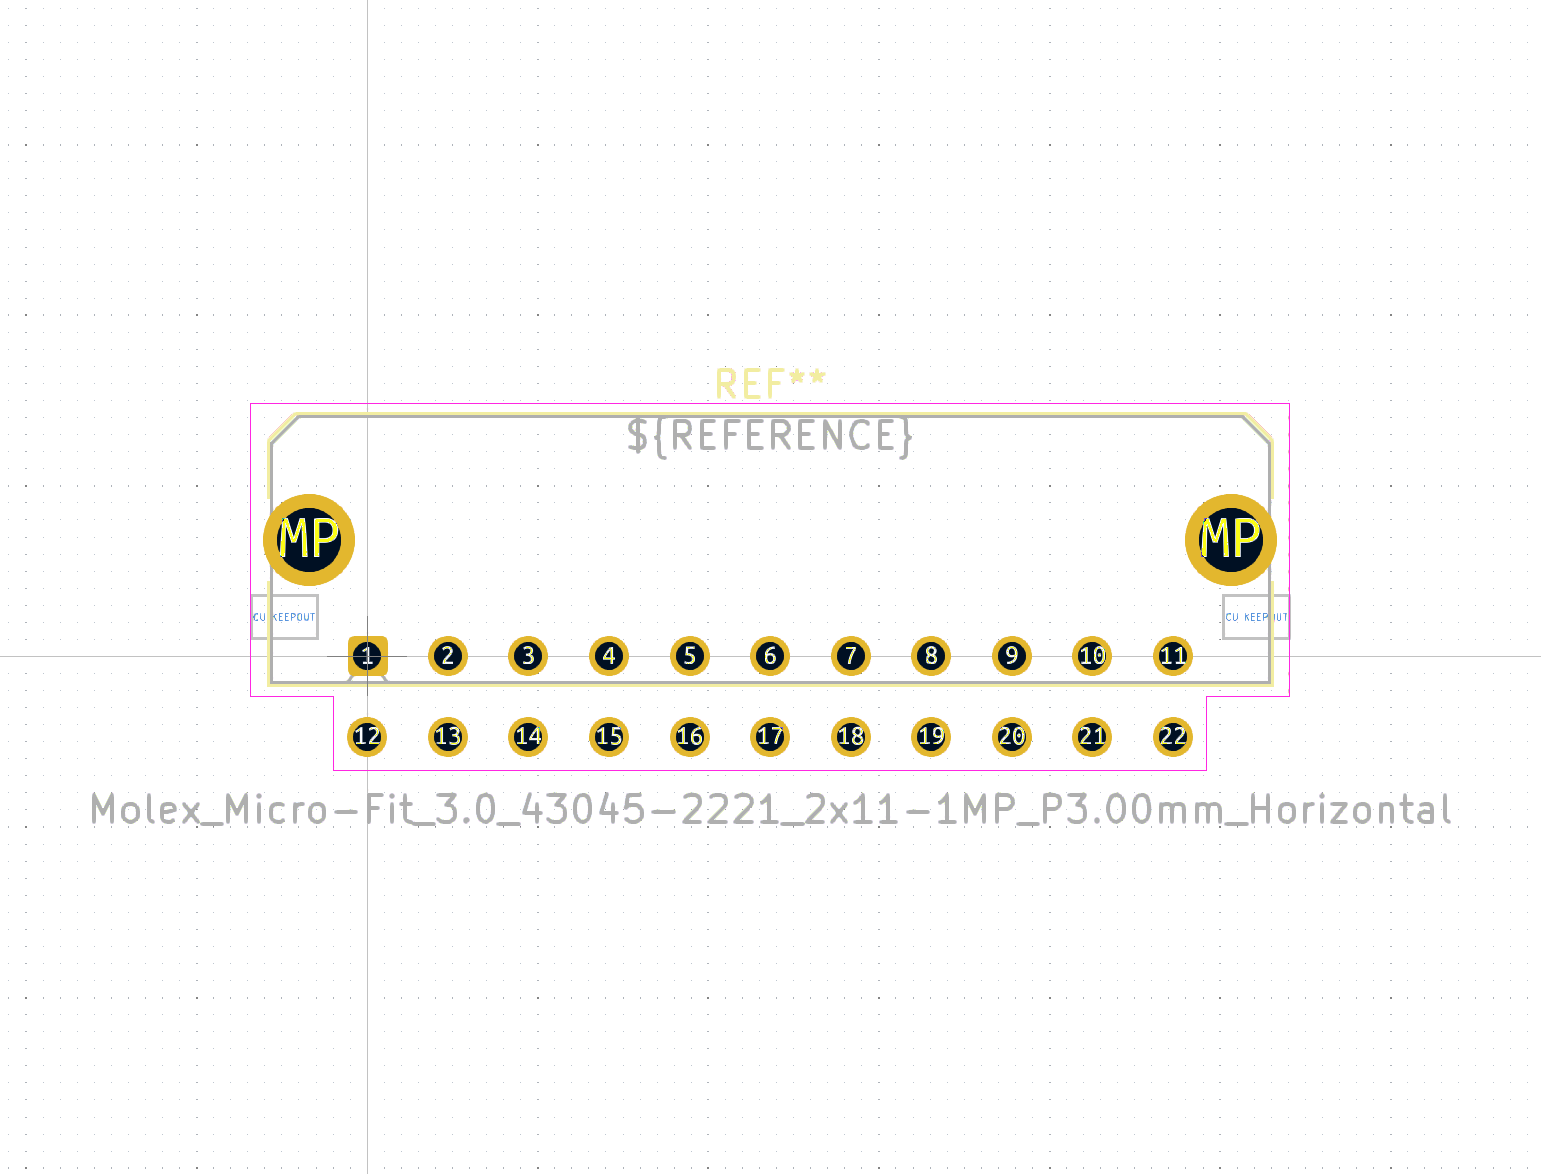 REF**
${REFERENCE}
MP MP
CU KEEPOUT CU KEEPOUT
1 2 3 4 5 6 7 8 9 10 11
12 13 14 15 16 17 18 19 20 21 22
Molex_Micro-Fit_3.0_43045-2221_2x11-1MP_P3.00mm_Horizontal